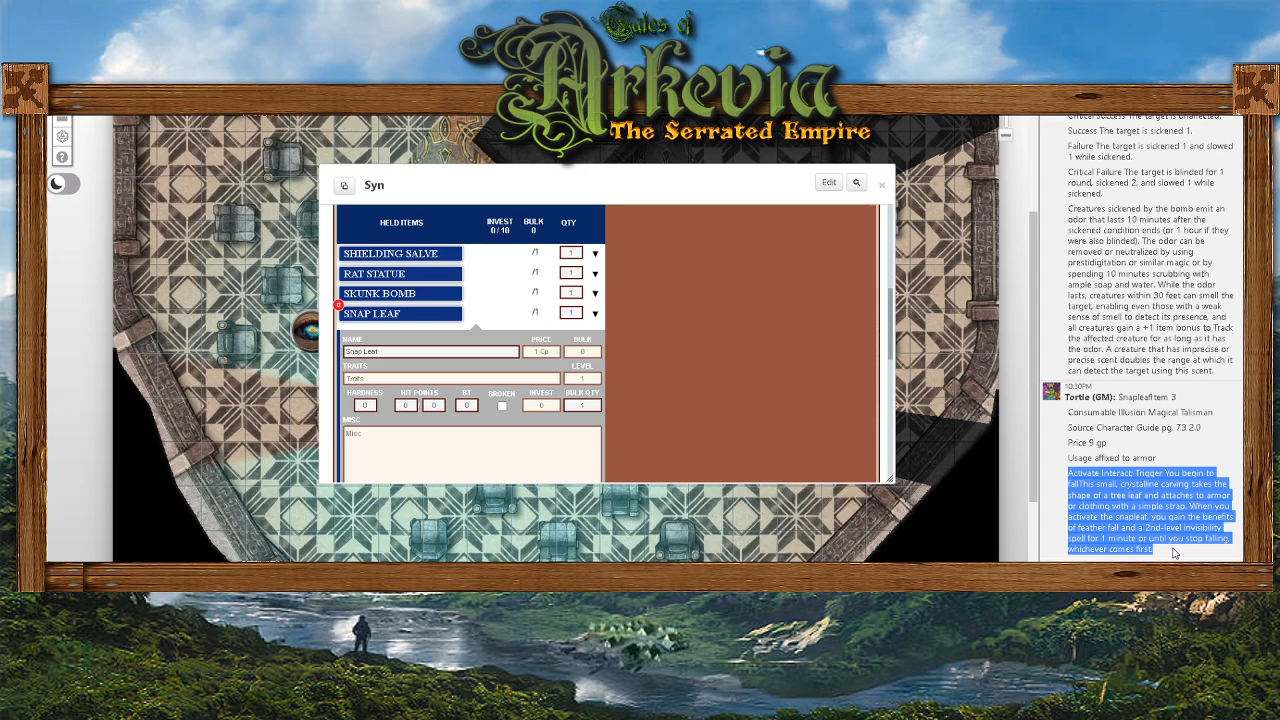 Tales of
Arkevia
The Serrated Empire
Syn
Edit
HELD ITEMS
INVEST
0/10
BULK
0
QTY
SHIELDING SALVE
/1
1
RAT STATUE
/1
1
SKUNK BOMB
/1
1
SNAP LEAF
/1
1
NAME
PRICE
BULK
Snap Leaf
1 Cp
0
TRAITS
LEVEL
Traits
1
HARDNESS
HIT POINTS
BT
BROKEN
INVEST
BULK QTY
0
0
0
0
0
1
MISC
Misc
Critical Success The target is unaffected.
Success The target is sickened 1.
Failure The target is sickened 1 and slowed
1 while sickened.
Critical Failure The target is blinded for 1
round, sickened 2, and slowed 1 while
sickened.
Creatures sickened by the bomb emit an
odor that lasts 10 minutes after the
sickened condition ends (or 1 hour if they
were also blinded). The odor can be
removed or neutralized by using
prestidigitation or similar magic or by
spending 10 minutes scrubbing with
ample soap and water. While the odor
lasts, creatures within 30 feet can smell the
target, enabling even those with a weak
sense of smell to detect its presence, and
all creatures gain a +1 item bonus to Track
the affected creature for as long as it has
the odor. A creature that has imprecise or
precise scent doubles the range at which it
can detect the target using this scent.
10:30PM
Tortle (GM): SnapleafItem 3
Consumable Illusion Magical Talisman
Source Character Guide pg. 73 2.0
Price 9 gp
Usage affixed to armor
Activate Interact; Trigger You begin to
fallThis small, crystalline carving takes the
shape of a tree leaf and attaches to armor
or clothing with a simple strap. When you
activate the snapleaf, you gain the benefits
of feather fall and a 2nd-level invisibility
spell for 1 minute or until you stop falling,
whichever comes first.